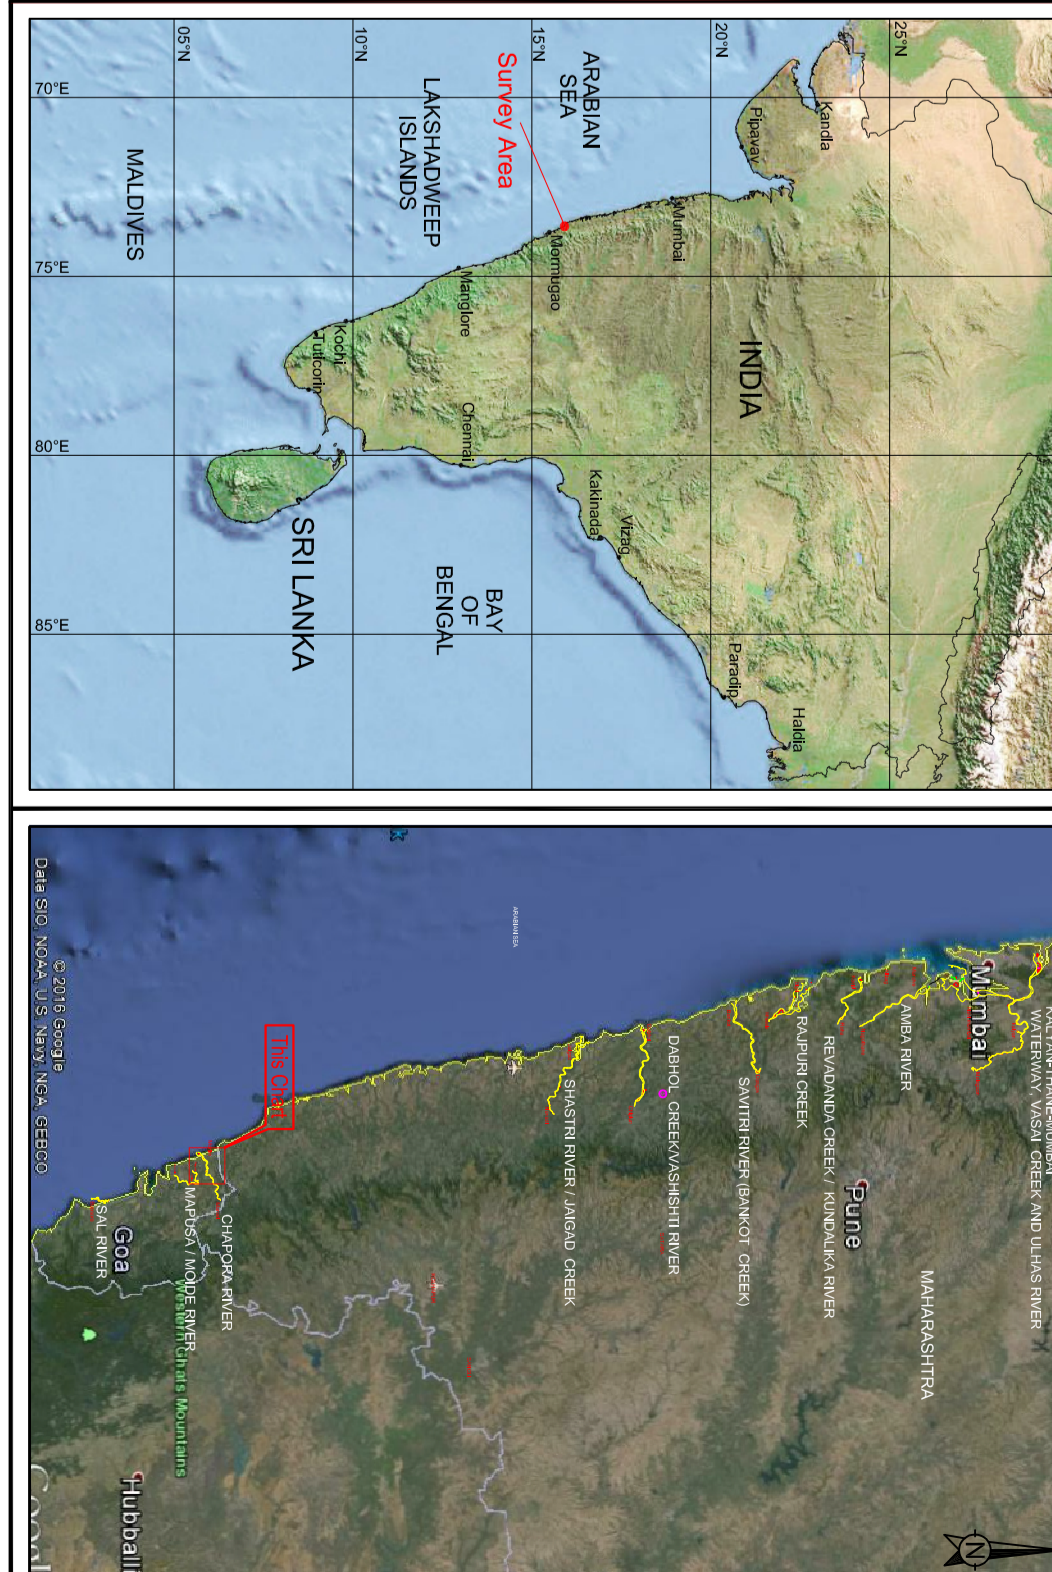 25°N
20°N
15°N
10°N
05°N
70°E
75°E
80°E
85°E
Kandla
Pipavav
ARABIAN
SEA
Survey Area
LAKSHADWEEP
ISLANDS
MALDIVES
Mumbai
Mormugao
Manglore
INDIA
Kochi
Tuticorin
Chennai
Kakinada
Vizag
SRI LANKA
BAY
OF
BENGAL
Paradip
Haldia
WATERWAY, VASAI CREEK AND ULHAS RIVER
Mumbai
AMBA RIVER
REVADANDA CREEK / KUNDALIKA RIVER
RAJPURI CREEK
SAVITRI RIVER (BANKOT CREEK)
DABHOL CREEK/VASHISHTI RIVER
SHASTRI RIVER / JAIGAD CREEK
ARABIAN SEA
Pune
MAHARASHTRA
This Chart
CHAPORA RIVER
MAPUSA / MOIDE RIVER
Western Ghats Mountains
Goa
SAL RIVER
Hubballi
© 2016 Google
Data SIO, NOAA, U.S. Navy, NGA, GEBCO
N